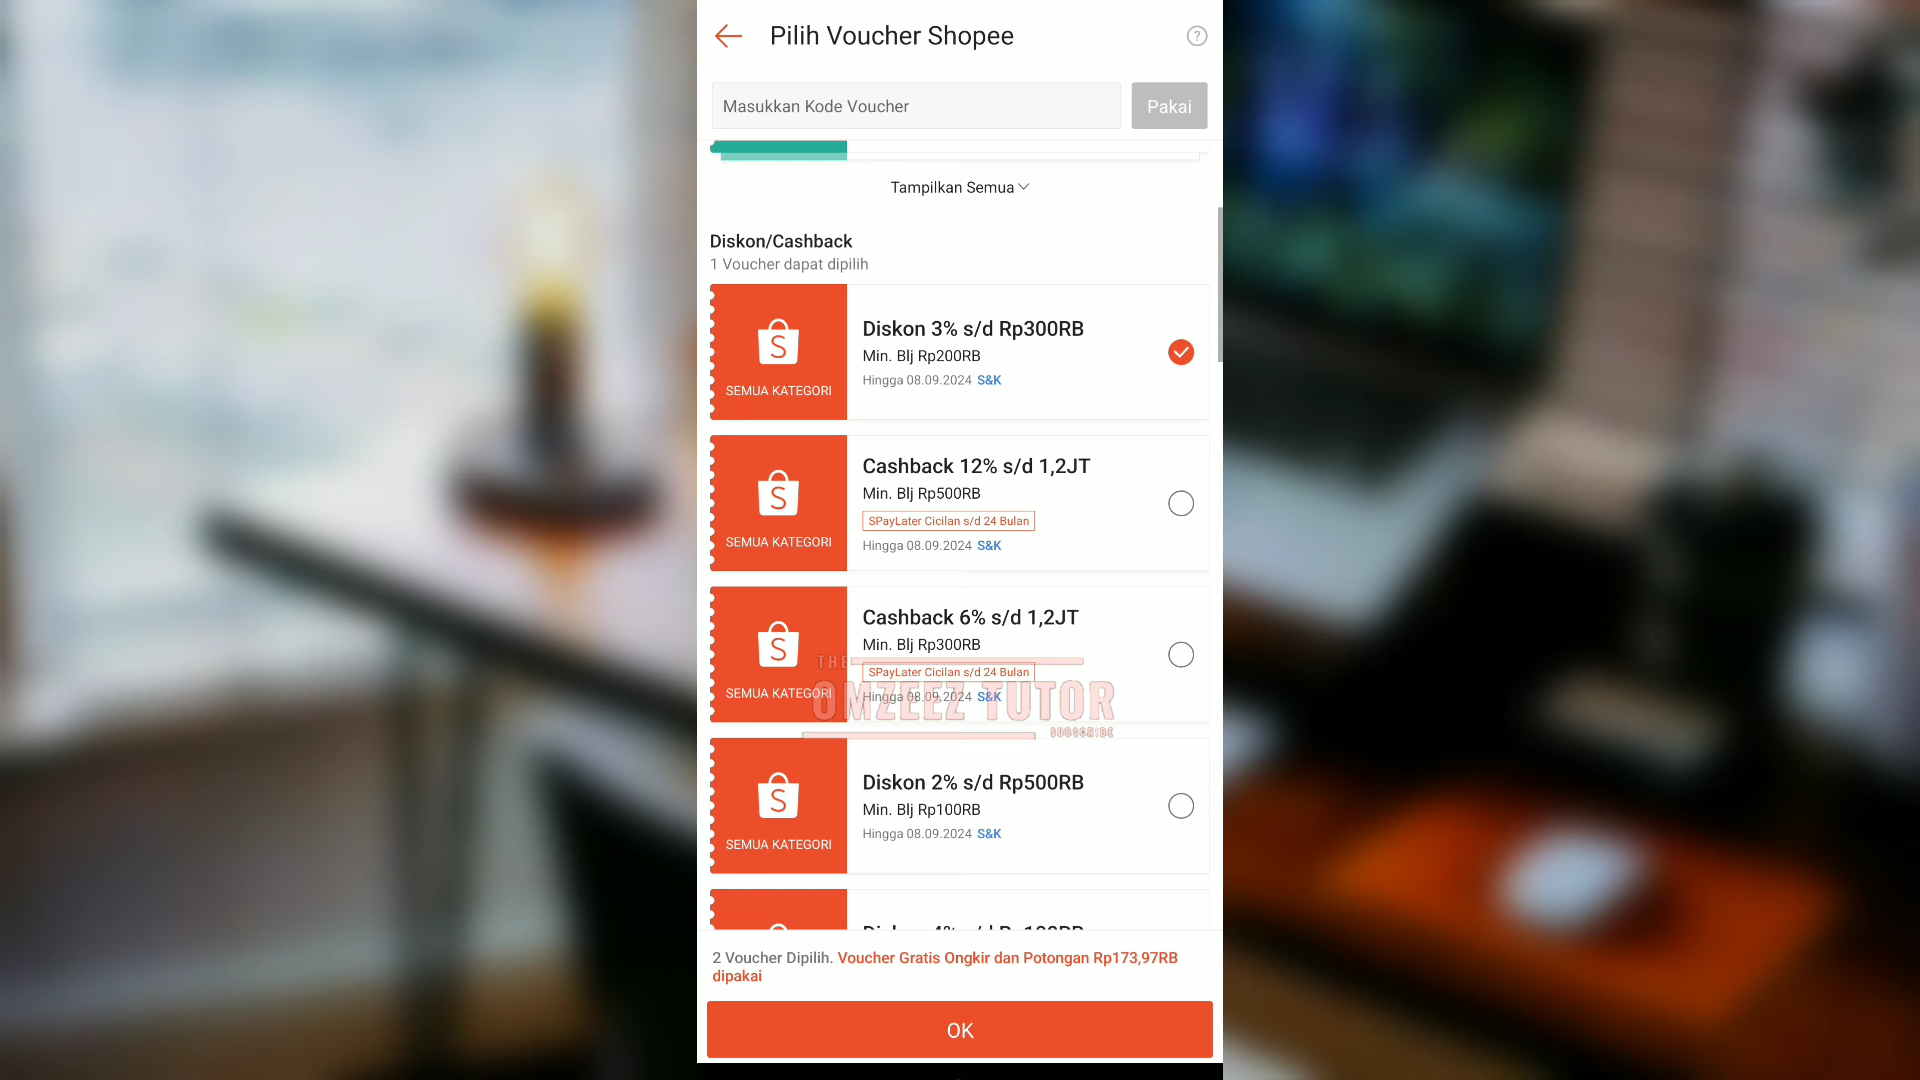 Pilih Voucher Shopee
?
Masukkan Kode Voucher
Pakai
Tampilkan Semua
Diskon/Cashback
1 Voucher dapat dipilih
S
SEMUA KATEGORI
Diskon 3% s/d Rp300RB
Min. Blj Rp200RB
Hingga 08.09.2024 S&K
S
SEMUA KATEGORI
Cashback 12% s/d 1,2JT
Min. Blj Rp500RB
SPayLater Cicilan s/d 24 Bulan
Hingga 08.09.2024 S&K
S
SEMUA KATEGORI
Cashback 6% s/d 1,2JT
Min. Blj Rp300RB
SPayLater Cicilan s/d 24 Bulan
Hingga 08.09.2024 S&K
THE
OMZEEZ TUTOR
SUBSCRIBE
S
SEMUA KATEGORI
Diskon 2% s/d Rp500RB
Min. Blj Rp100RB
Hingga 08.09.2024 S&K
2 Voucher Dipilih. Voucher Gratis Ongkir dan Potongan Rp173,97RB
dipakai
OK